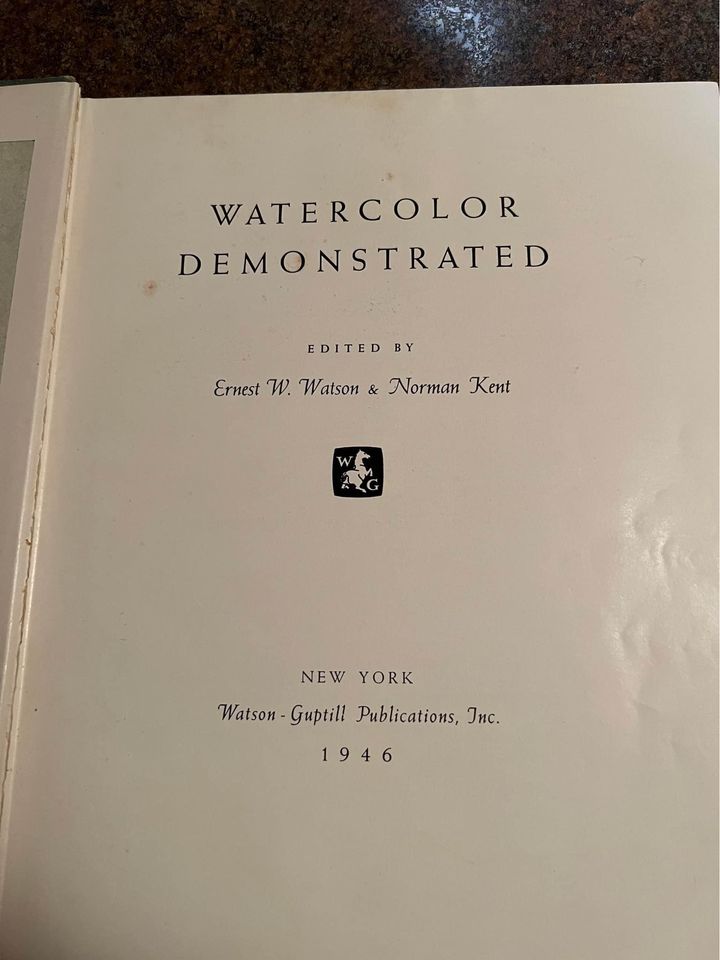 WATERCOLOR
DEMONSTRATED
EDITED BY
Ernest W. Watson & Norman Kent
W
G
NEW YORK
Watson-Guptill Publications, Inc.
1946